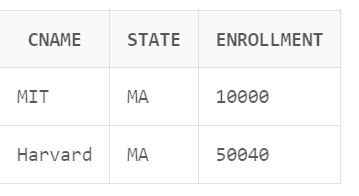 CNAME STATE ENROLLMENT
MIT MA 10000
Harvard MA 50040